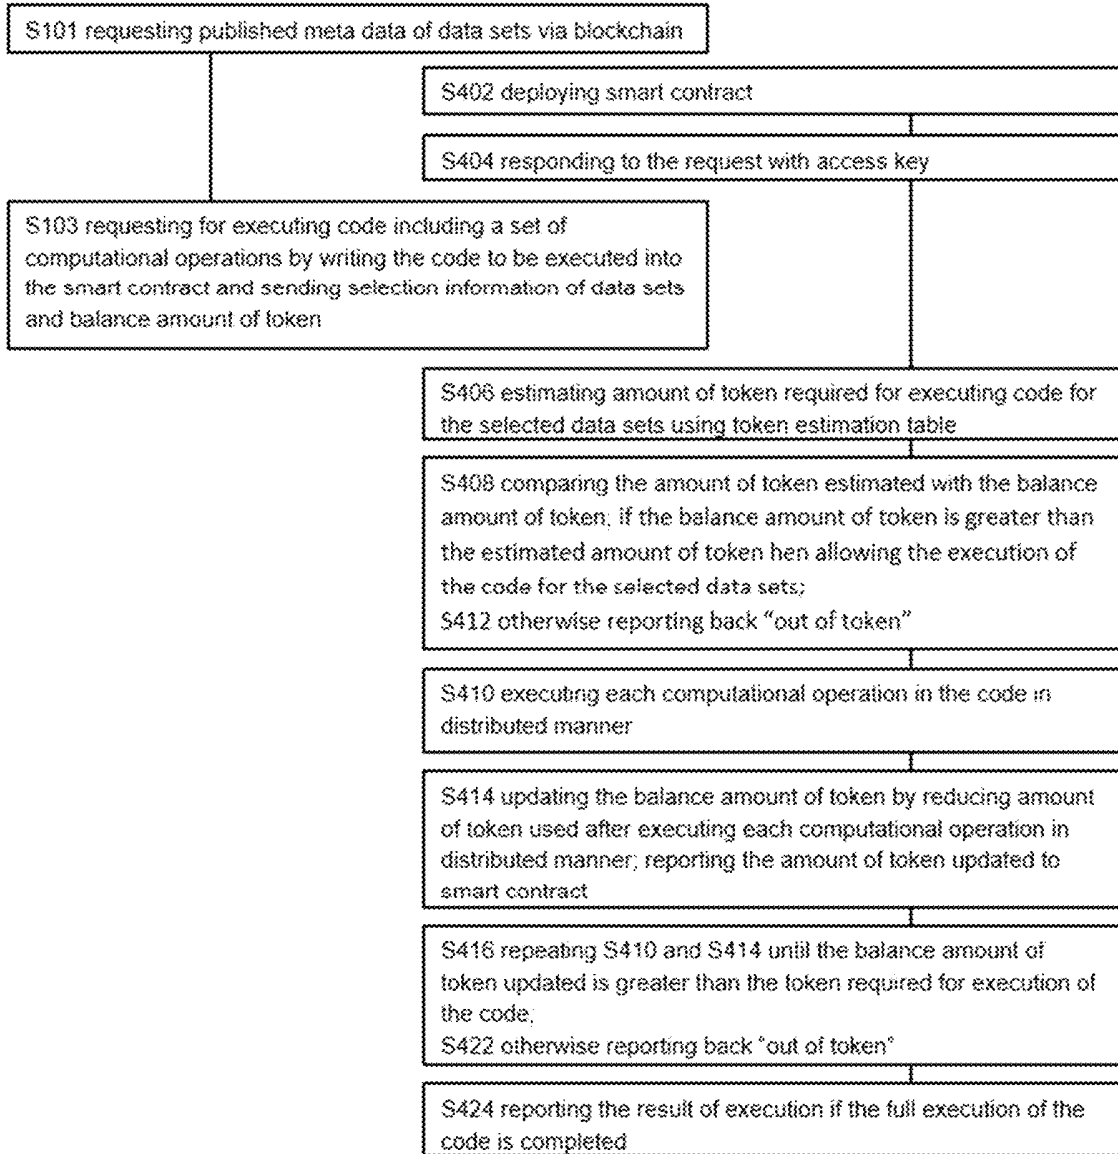 S101 requesting published meta data of data sets via blockchain
S402 deploying smart contract
S404 responding to the request with access key
S103 requesting for executing code including a set of
computational operations by writing the code to be executed into
the smart contract and sending selection information of data sets
and balance amount of token
S406 estimating amount of token required for executing code for
the selected data sets using token estimation table
S408 comparing the amount of token estimated with the balance
amount of token; if the balance amount of token is greater than
the estimated amount of token hen allowing the execution of
the code for the selected data sets;
S412 otherwise reporting back “out of token”
S410 executing each computational operation in the code in
distributed manner
S414 updating the balance amount of token by reducing amount
of token used after executing each computational operation in
distributed manner; reporting the amount of token updated to
smart contract
S416 repeating S410 and S414 until the balance amount of
token updated is greater than the token required for execution of
the code;
S422 otherwise reporting back "out of token"
S424 reporting the result of execution if the full execution of the
code is completed